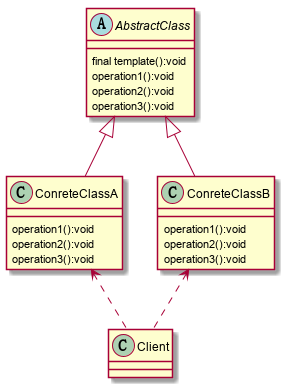 A AbstractClass
final template():void
operation1():void
operation2():void
operation3():void
C ConreteClassA
operation1():void
operation2():void
operation3():void
C ConreteClassB
operation1():void
operation2():void
operation3():void
C Client